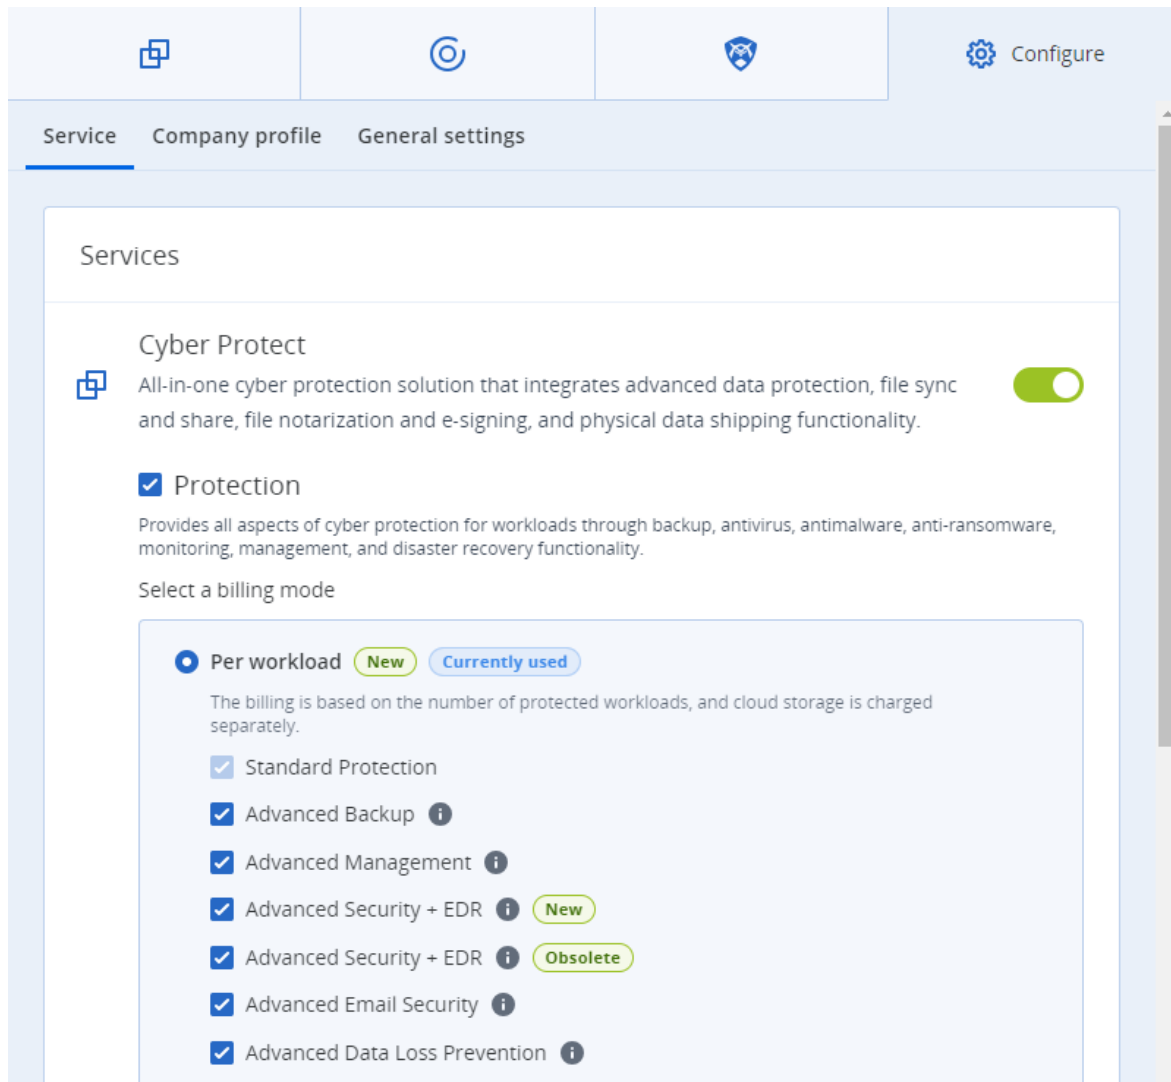 Configure
Service Company profile General settings
Services
Cyber Protect
All-in-one cyber protection solution that integrates advanced data protection, file sync
and share, file notarization and e-signing, and physical data shipping functionality.
Protection
Provides all aspects of cyber protection for workloads through backup, antivirus, antimalware, anti-ransomware,
monitoring, management, and disaster recovery functionality.
Select a billing mode
Per workload New Currently used
The billing is based on the number of protected workloads, and cloud storage is charged
separately.
Standard Protection
Advanced Backup
Advanced Management
Advanced Security + EDR New
Advanced Security + EDR Obsolete
Advanced Email Security
Advanced Data Loss Prevention